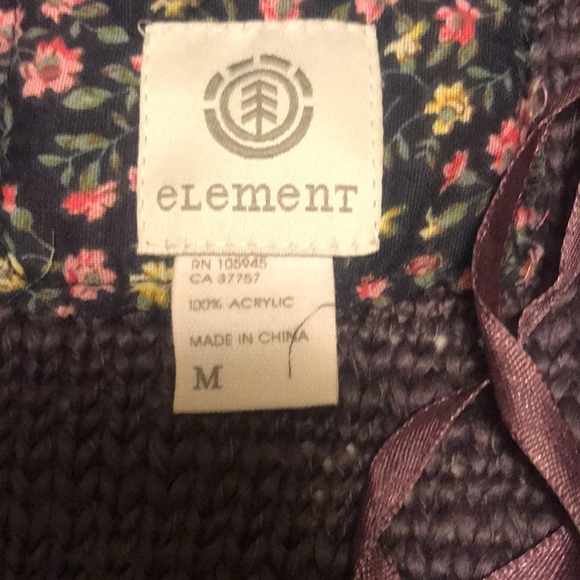 eLemenT
RN 105945
CA 37757
100% ACRYLIC
MADE IN CHINA
M